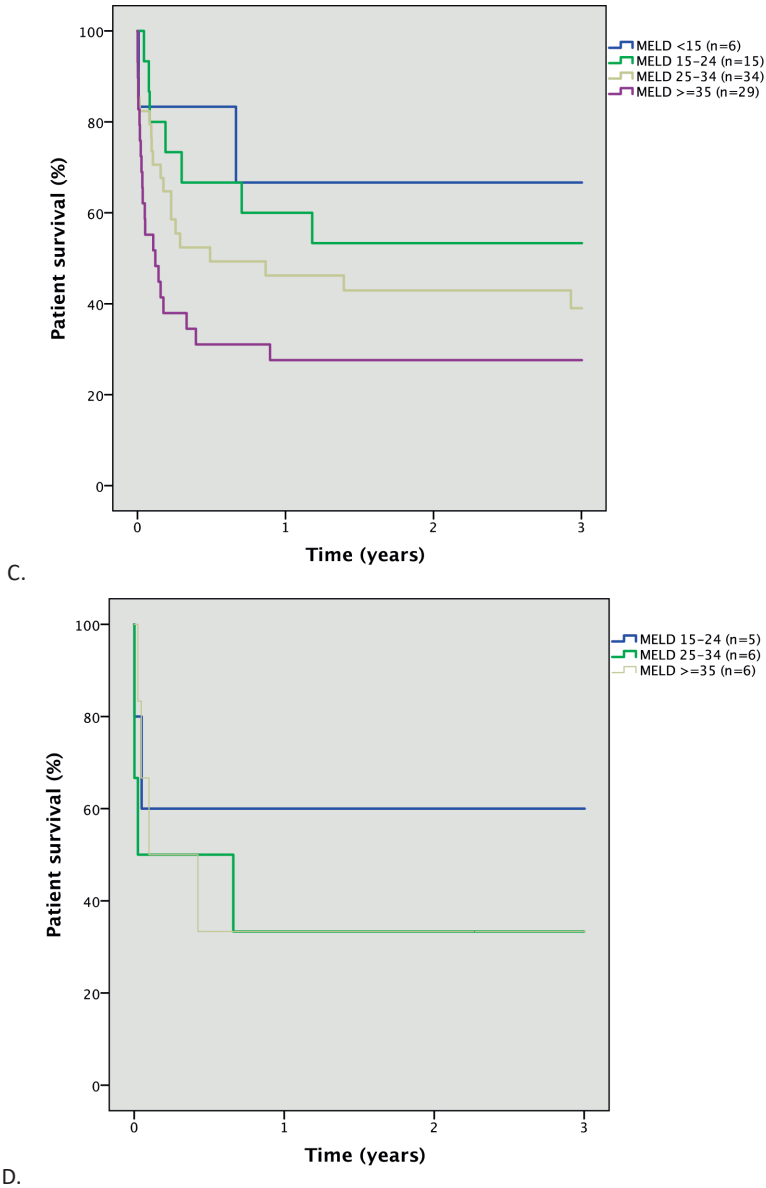 100
80
60
40
20
0
Patient survival (%)
0 1 2 3
Time (years)
MELD <15 (n=6)
MELD 15-24 (n=15)
MELD 25-34 (n=34)
MELD >=35 (n=29)
C.
100
80
60
40
20
0
Patient survival (%)
0 1 2 3
Time (years)
MELD 15-24 (n=5)
MELD 25-34 (n=6)
MELD >=35 (n=6)
D.